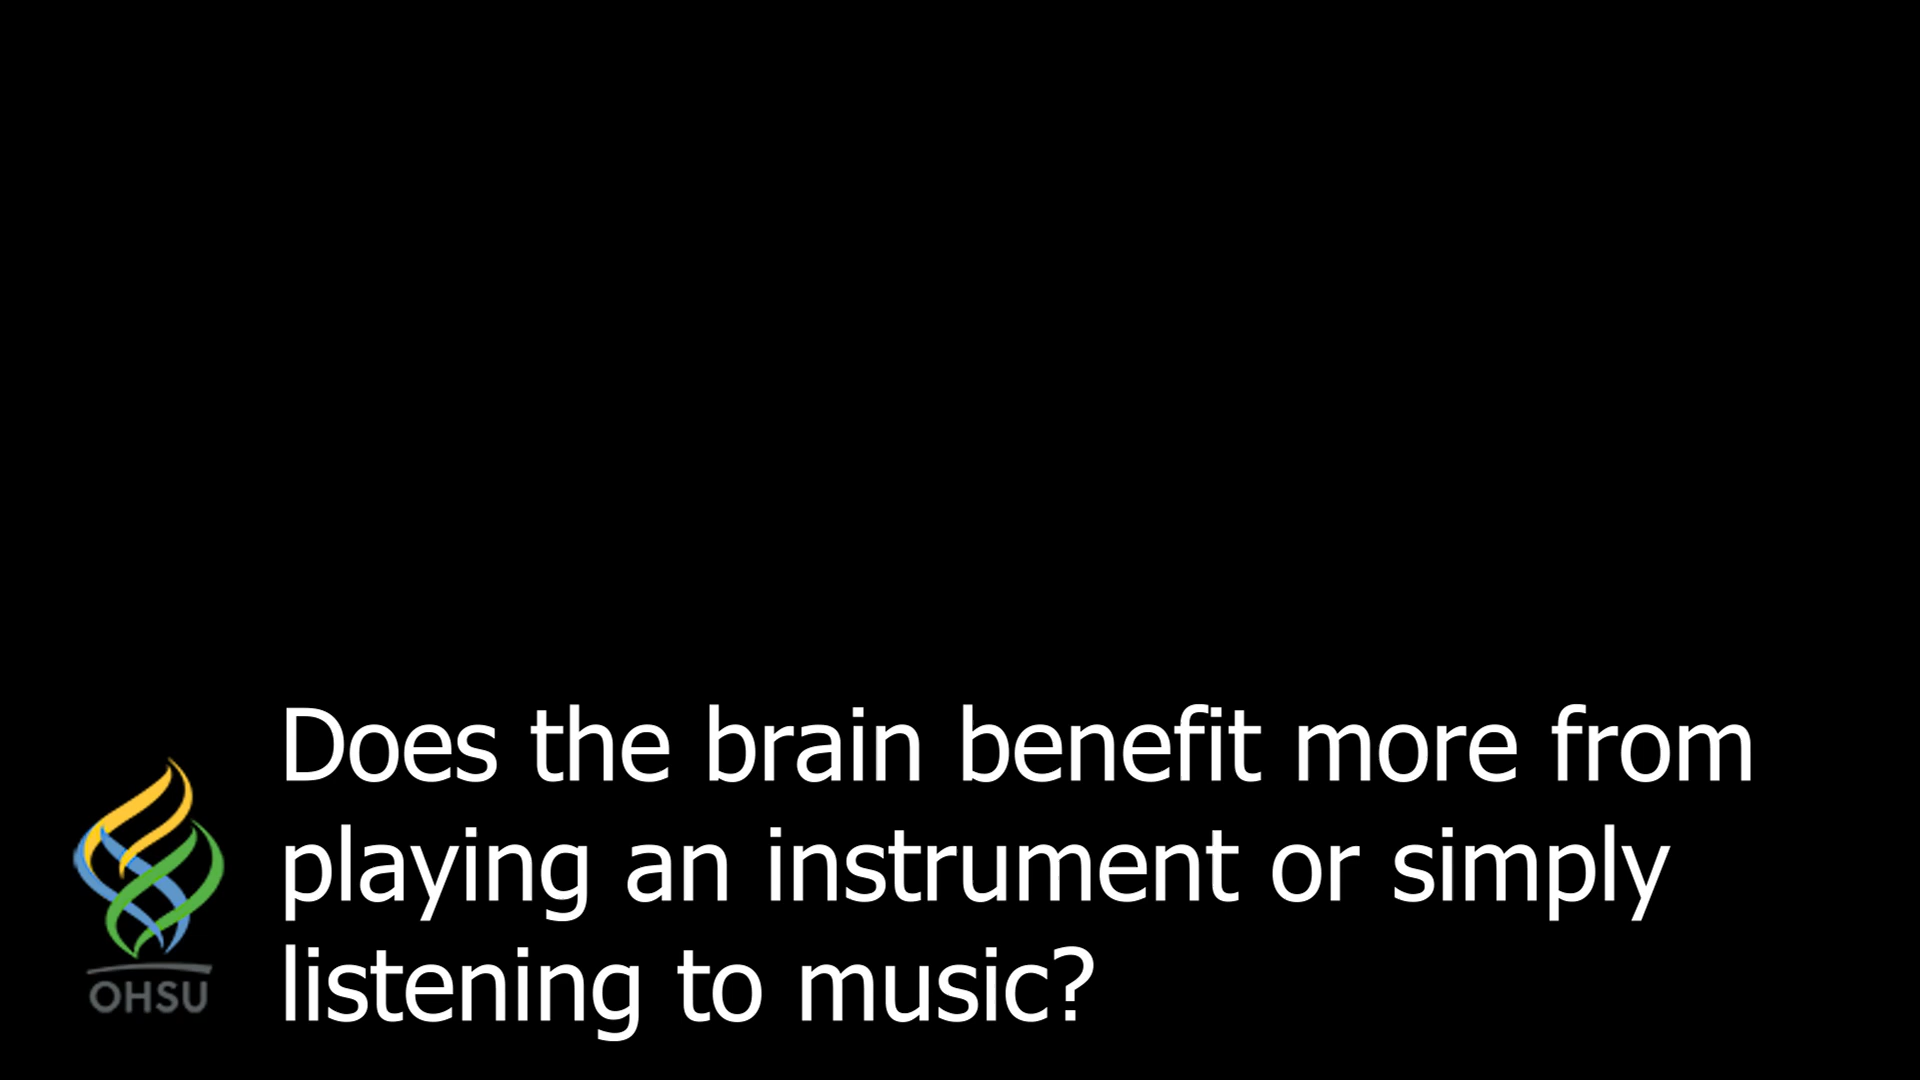 Does the brain benefit more from
playing an instrument or simply
listening to music?
OHSU